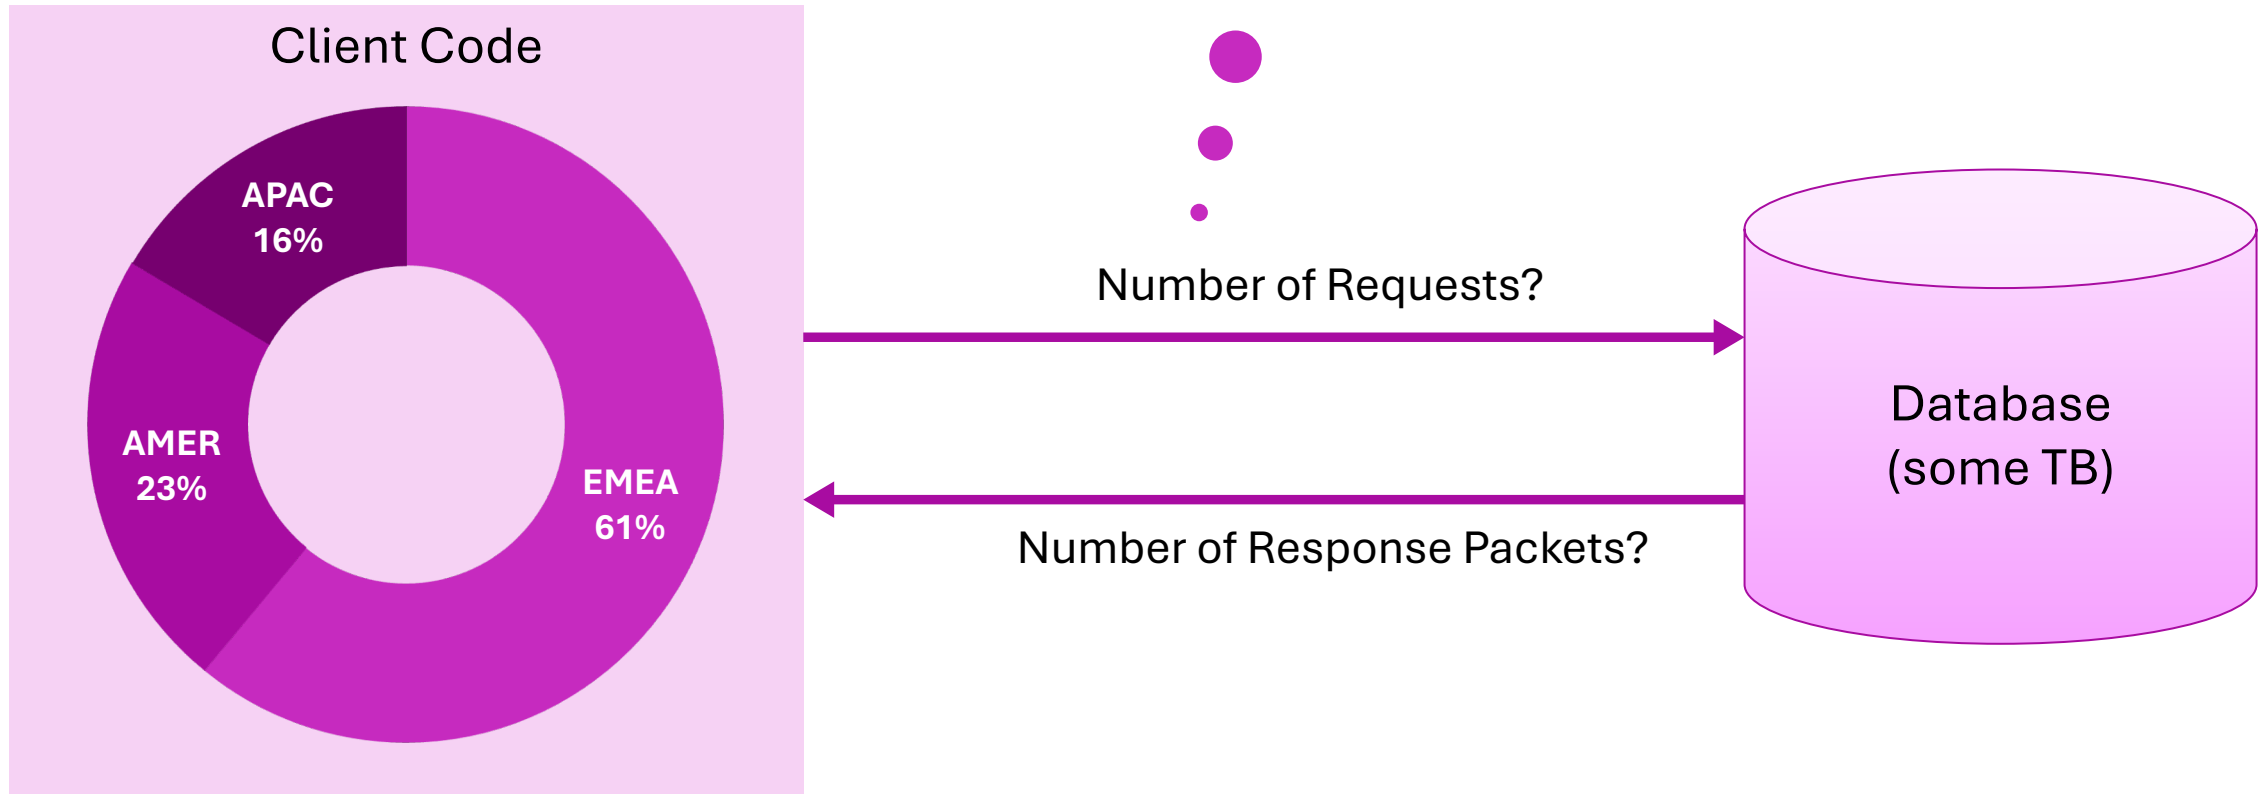 Client Code
APAC
16%
AMER
23%
EMEA
61%
Number of Requests?
Number of Response Packets?
Database
(some TB)